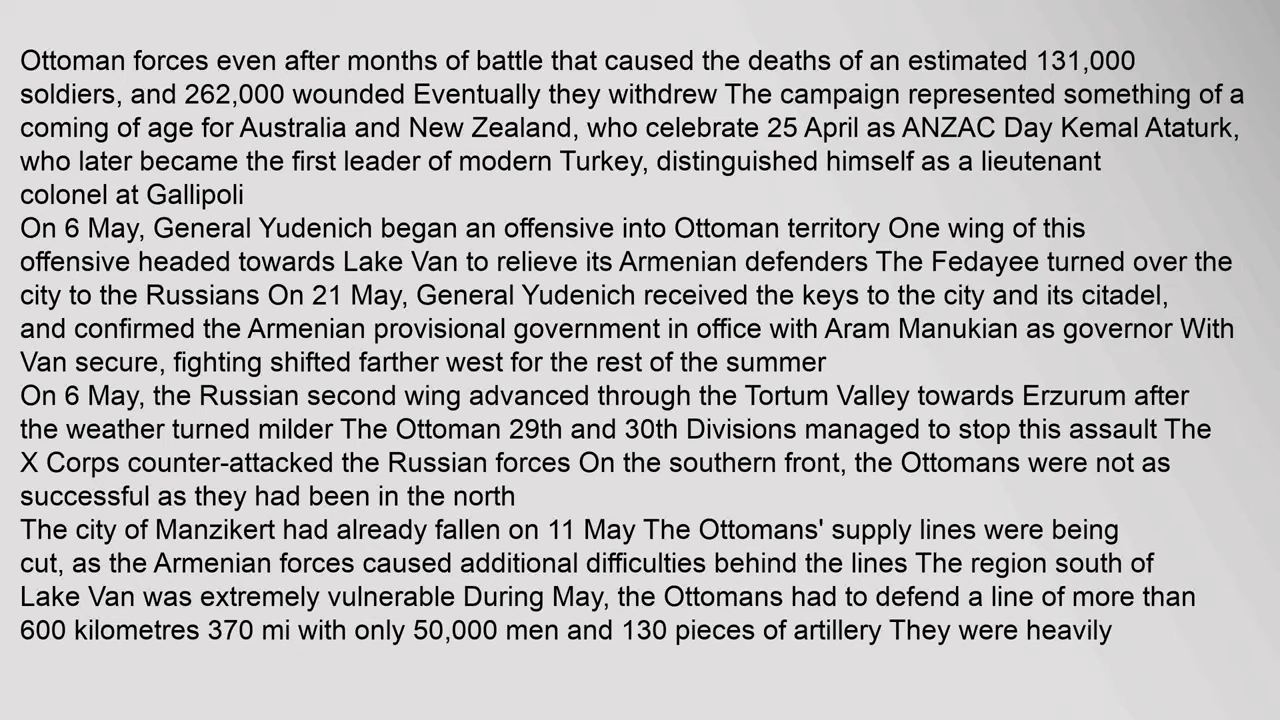 Ottoman forces even after months of battle that caused the deaths of an estimated 131,000
soldiers, and 262,000 wounded Eventually they withdrew The campaign represented something of a
coming of age for Australia and New Zealand, who celebrate 25 April as ANZAC Day Kemal Ataturk,
who later became the first leader of modern Turkey, distinguished himself as a lieutenant
colonel at Gallipoli
On 6 May, General Yudenich began an offensive into Ottoman territory One wing of this
offensive headed towards Lake Van to relieve its Armenian defenders The Fedayee turned over the
city to the Russians On 21 May, General Yudenich received the keys to the city and its citadel,
and confirmed the Armenian provisional government in office with Aram Manukian as governor With
Van secure, fighting shifted farther west for the rest of the summer
On 6 May, the Russian second wing advanced through the Tortum Valley towards Erzurum after
the weather turned milder The Ottoman 29th and 30th Divisions managed to stop this assault The
X Corps counter-attacked the Russian forces On the southern front, the Ottomans were not as
successful as they had been in the north
The city of Manzikert had already fallen on 11 May The Ottomans' supply lines were being
cut, as the Armenian forces caused additional difficulties behind the lines The region south of
Lake Van was extremely vulnerable During May, the Ottomans had to defend a line of more than
600 kilometres 370 mi with only 50,000 men and 130 pieces of artillery They were heavily